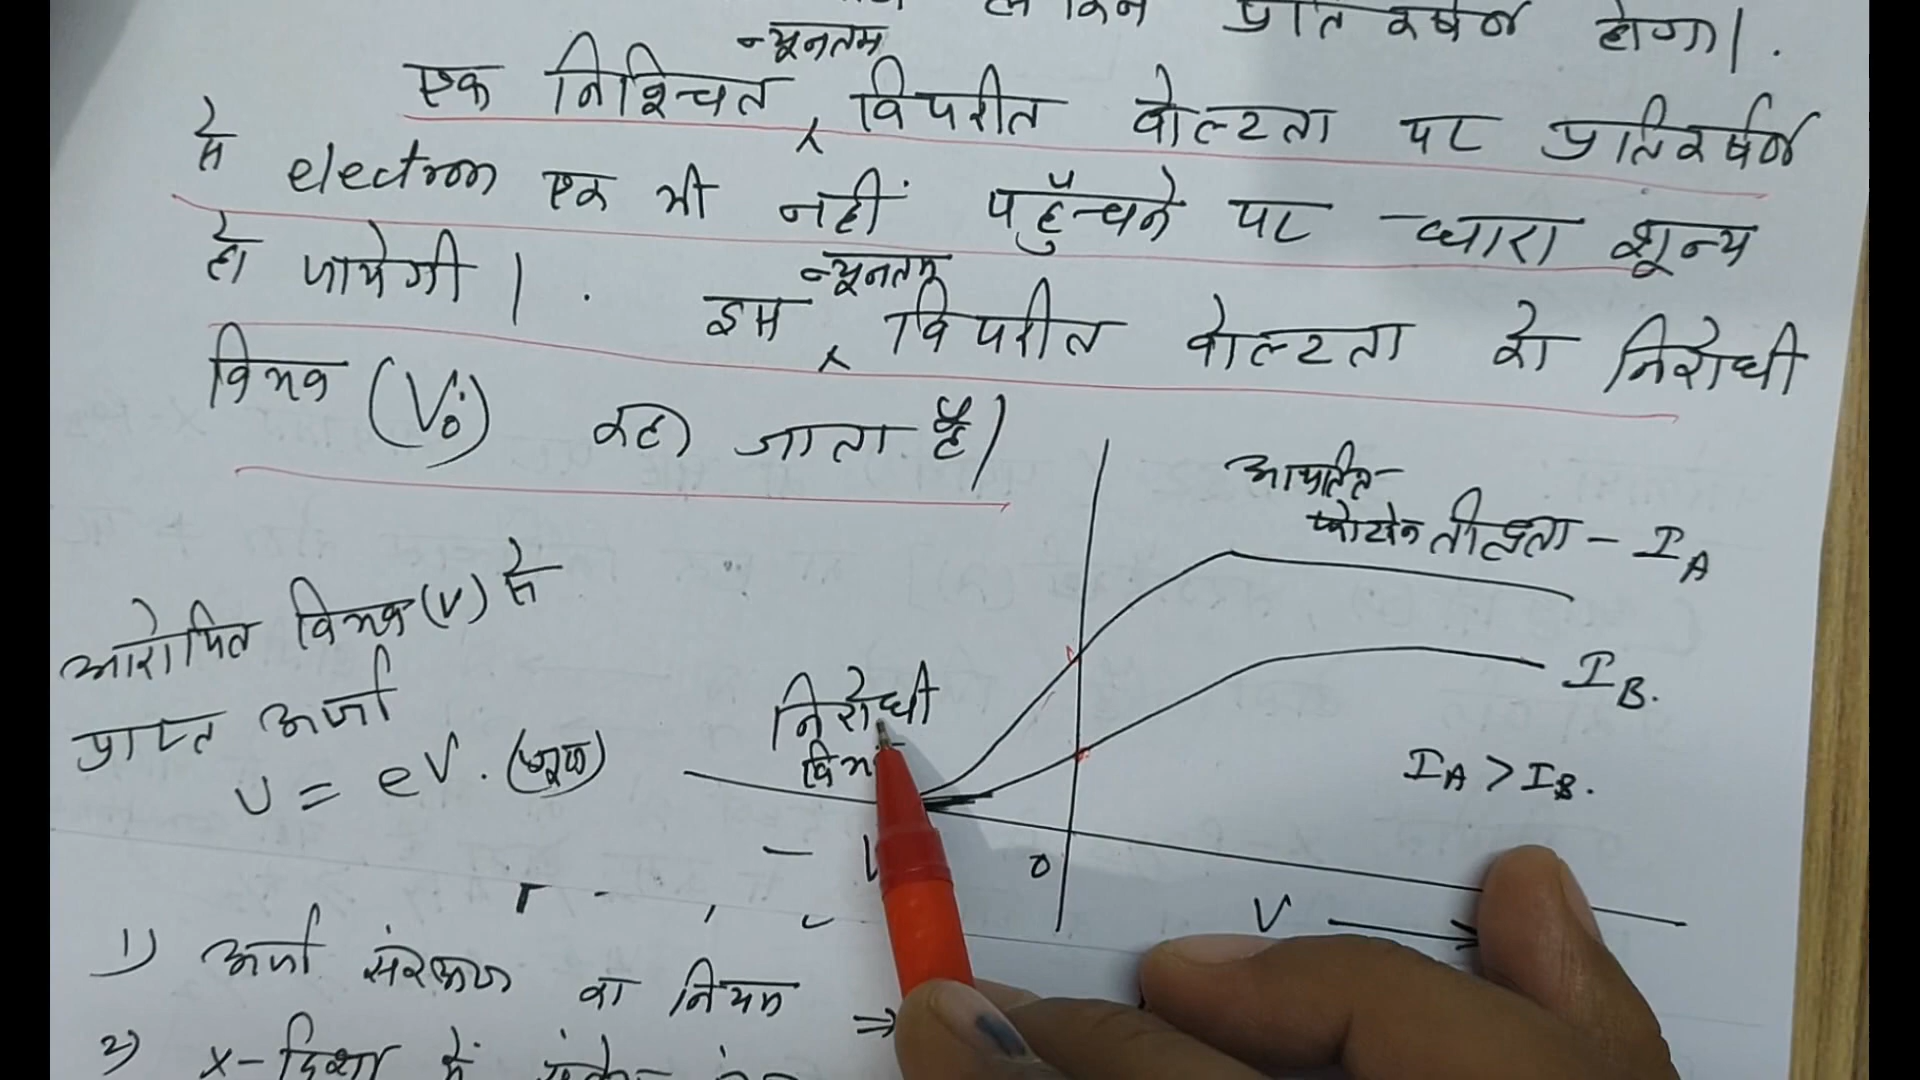 प्रतिकर्षण होगा।
न्यूनतम
एक निश्चित ^ विपरीत वोल्टता पर प्रतिकर्षण
से electron एक भी नहीं पहुँचने पर धारा शून्य
हो जायेगी।
न्यूनतम
इस ^ विपरीत वोल्टता को निरोधी
विभव (V₀) कहा जाता है।
आपतित
फोटोन तीव्रता - I_A
आरोपित विभव (V) से
प्राप्त ऊर्जा
U = eV. (जूल)
निरोधी
I_B.
I_A > I_B.
0
V →
1) ऊर्जा संरक्षण का नियम ⇒
2) x-दिशा में